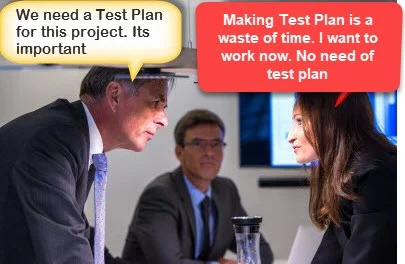 We need a Test Plan
for this project. Its
important
Making Test Plan is a
waste of time. I want to
work now. No need of
test plan